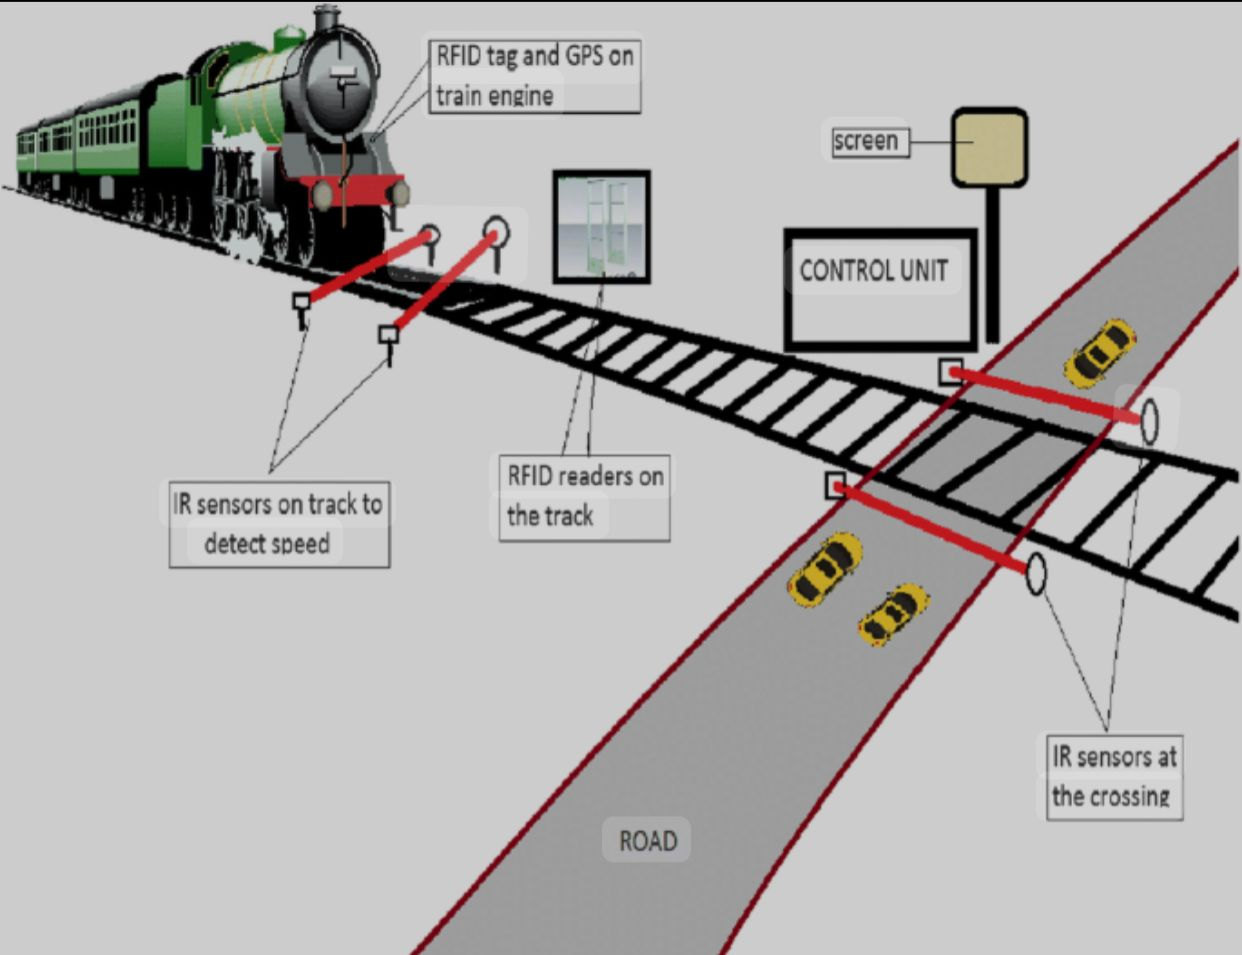 RFID tag and GPS on
train engine
screen
CONTROL UNIT
IR sensors on track to
detect speed
RFID readers on
the track
IR sensors at
the crossing
ROAD